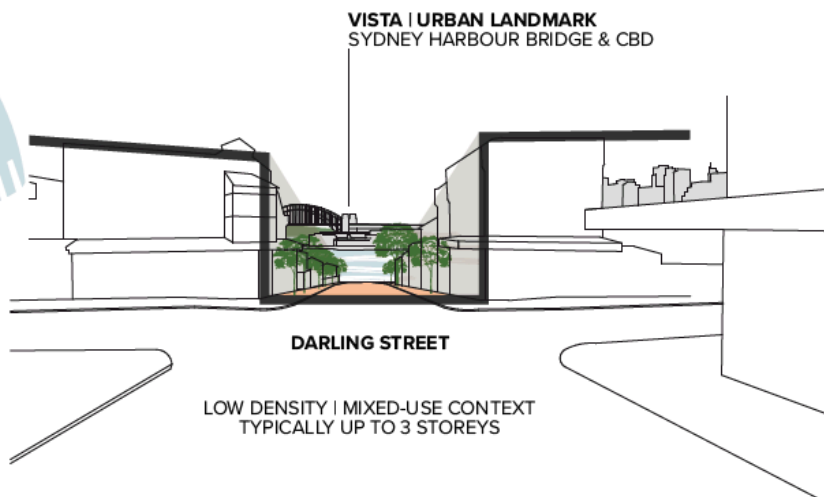 VISTA | URBAN LANDMARK
SYDNEY HARBOUR BRIDGE & CBD
DARLING STREET
LOW DENSITY | MIXED-USE CONTEXT
TYPICALLY UP TO 3 STOREYS